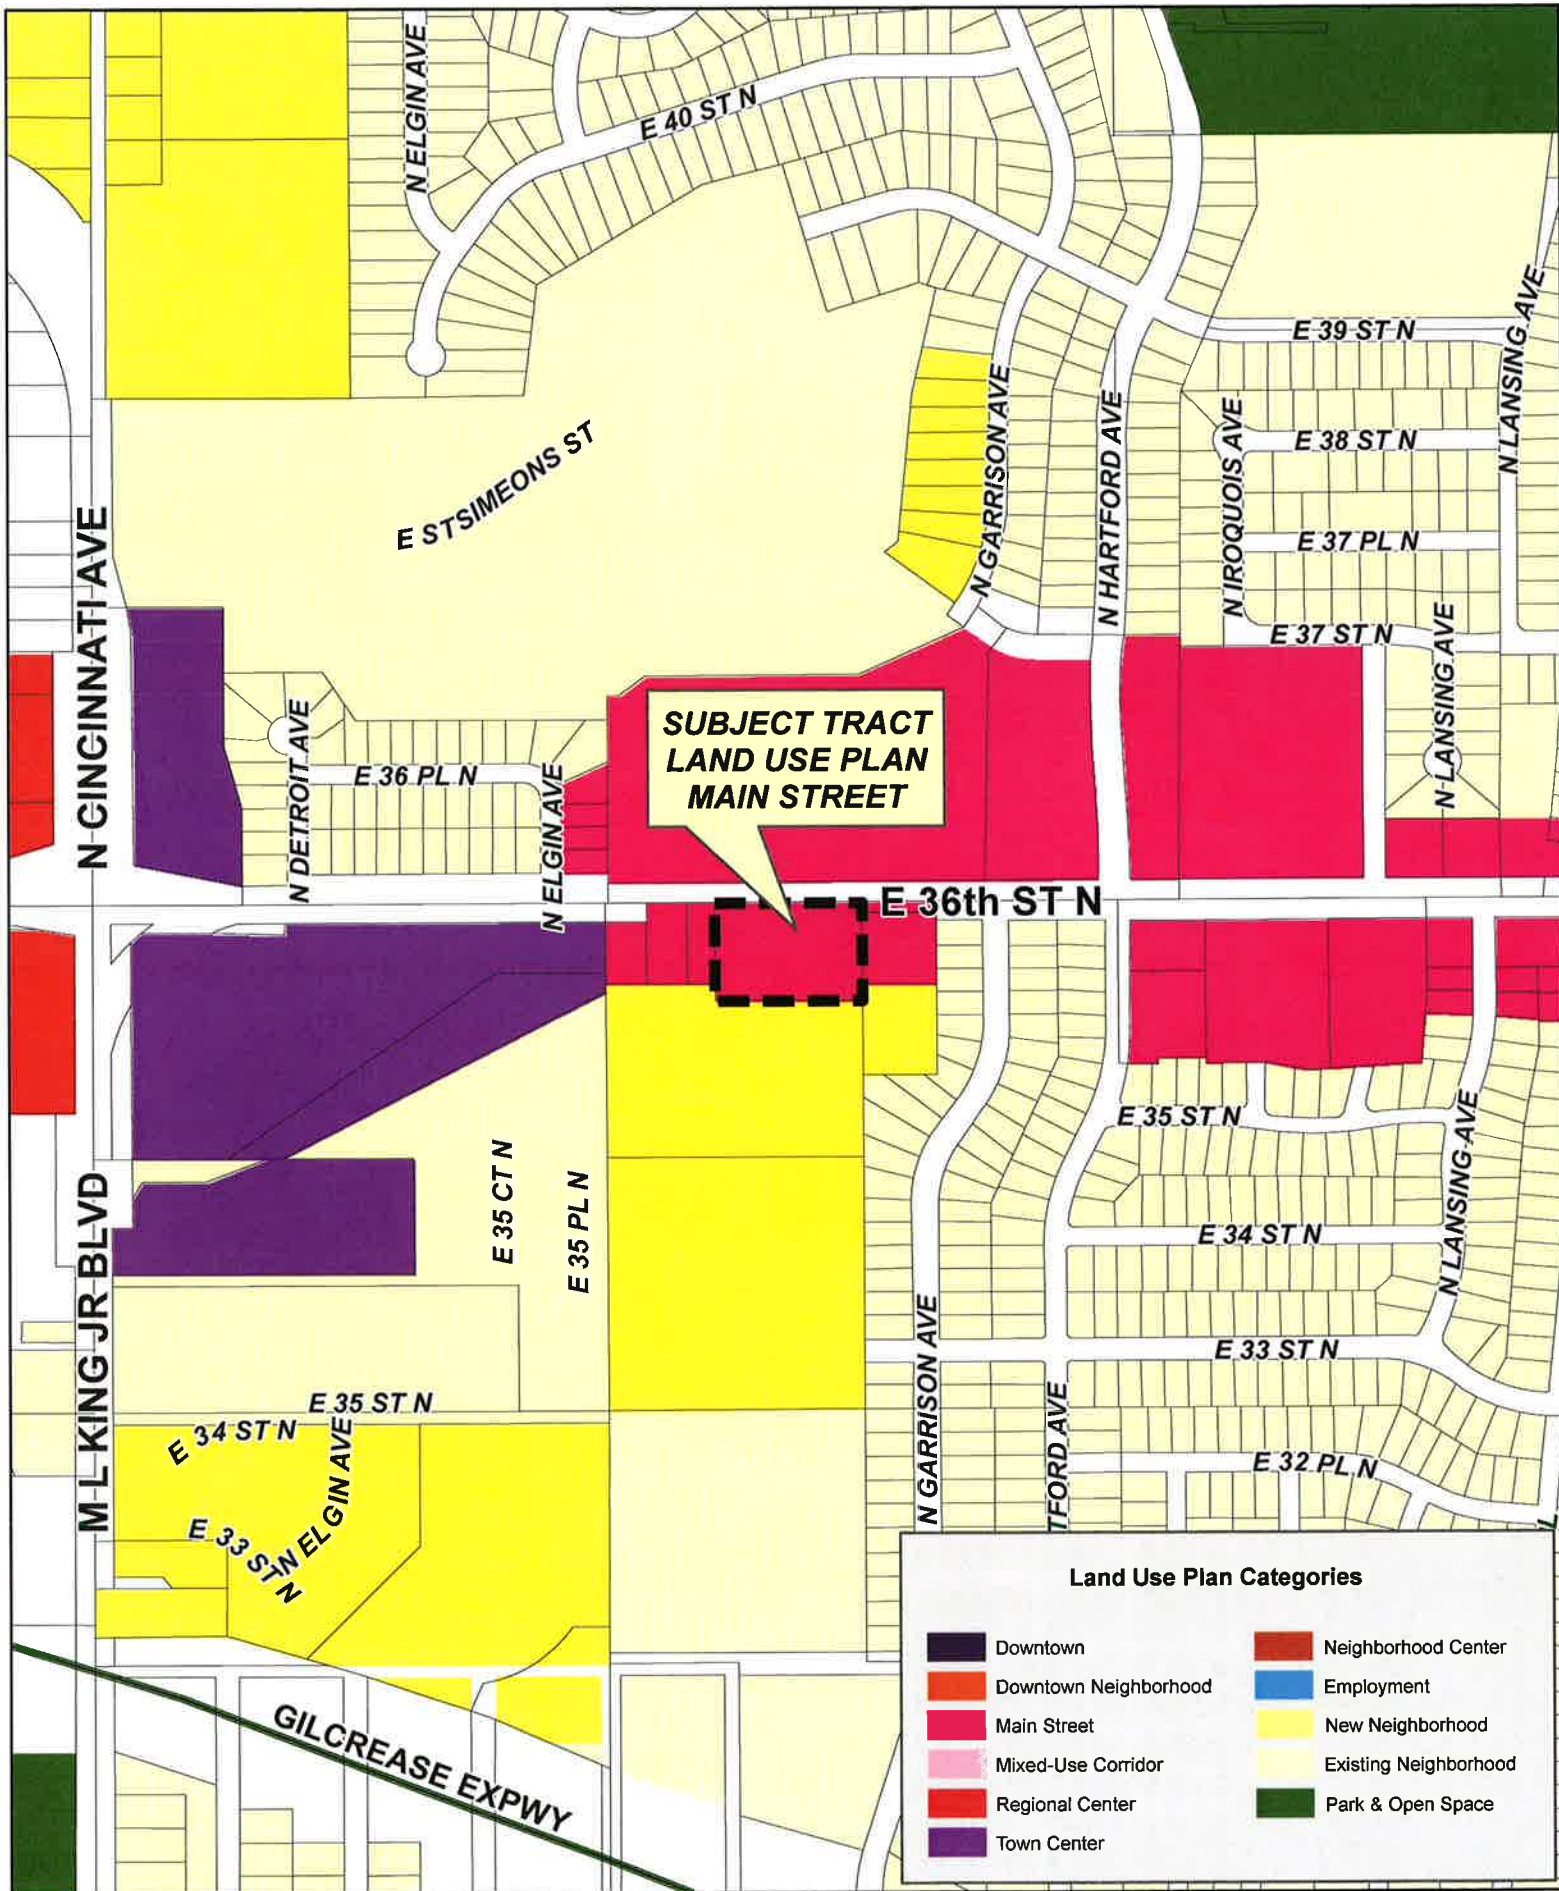 N ELGIN AVE
E 40 ST N
E 39 ST N
N LANSING AVE
N GARRISON AVE
N HARTFORD AVE
N IROQUOIS AVE
E 38 ST N
E STSIMEONS ST
E 37 PL N
N CINCINNATI AVE
E 37 ST N
N LANSING AVE
SUBJECT TRACT
LAND USE PLAN
MAIN STREET
N DETROIT AVE
E 36 PL N
N ELGIN AVE
E 36th ST N
E 35 ST N
N LANSING AVE
E 35 CT N
E 35 PL N
M L KING JR BLVD
E 34 ST N
E 33 ST N
N GARRISON AVE
E 35 ST N
E 34 ST N
N ELGIN AVE
E 33 ST N
TFORD AVE
E 32 PL N
GILCREASE EXPWY
Land Use Plan Categories
Downtown
Downtown Neighborhood
Main Street
Mixed-Use Corridor
Regional Center
Town Center
Neighborhood Center
Employment
New Neighborhood
Existing Neighborhood
Park & Open Space